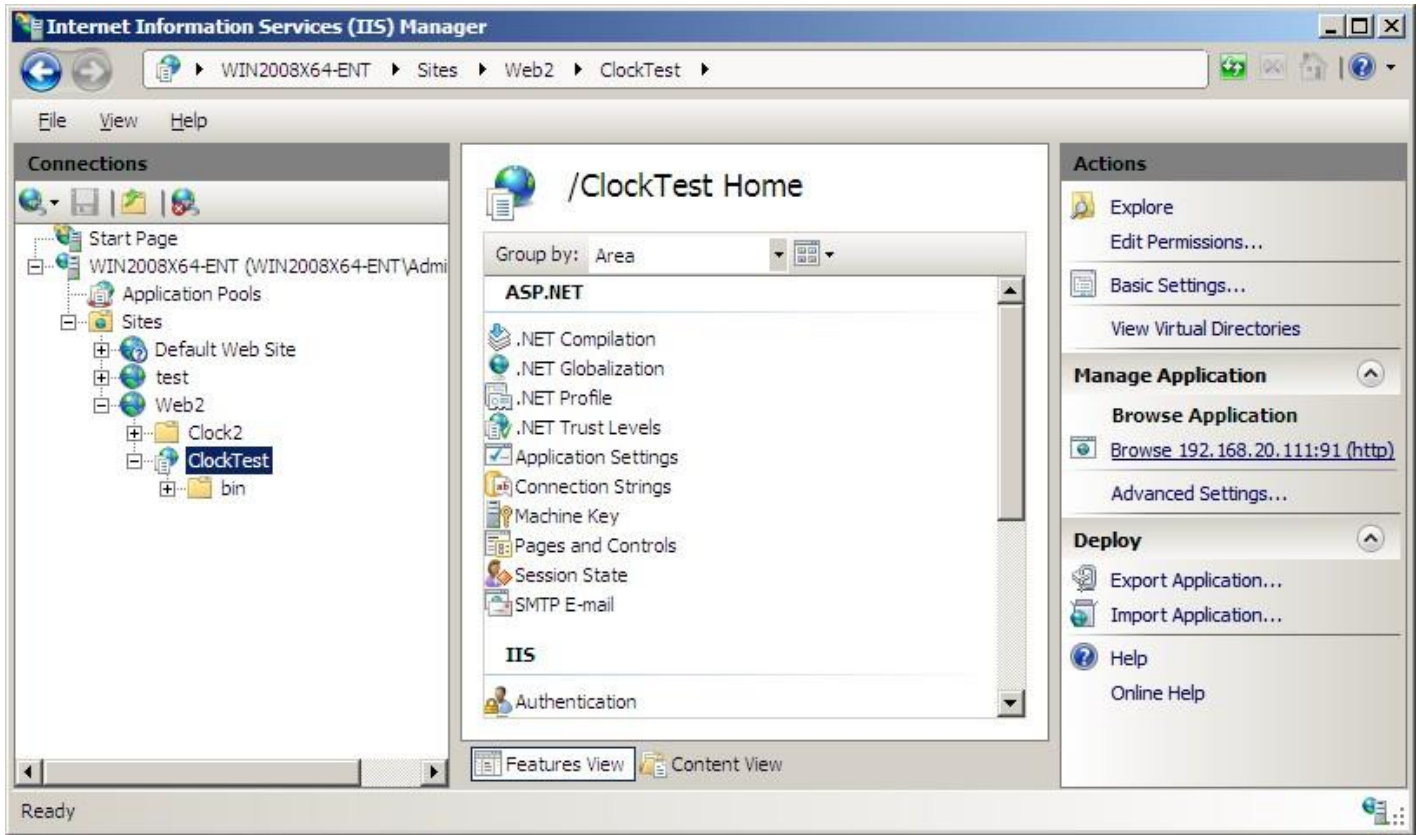 Internet Information Services (IIS) Manager
WIN2008X64-ENT Sites Web2 ClockTest
File View Help
Connections
Start Page
WIN2008X64-ENT (WIN2008X64-ENT\Admi
Application Pools
Sites
Default Web Site
test
Web2
Clock2
ClockTest
bin
/ClockTest Home
Group by: Area
ASP.NET
.NET Compilation
.NET Globalization
.NET Profile
.NET Trust Levels
Application Settings
Connection Strings
Machine Key
Pages and Controls
Session State
SMTP E-mail
IIS
Authentication
Features View Content View
Actions
Explore
Edit Permissions...
Basic Settings...
View Virtual Directories
Manage Application
Browse Application
Browse 192.168.20.111:91 (http)
Advanced Settings...
Deploy
Export Application...
Import Application...
Help
Online Help
Ready